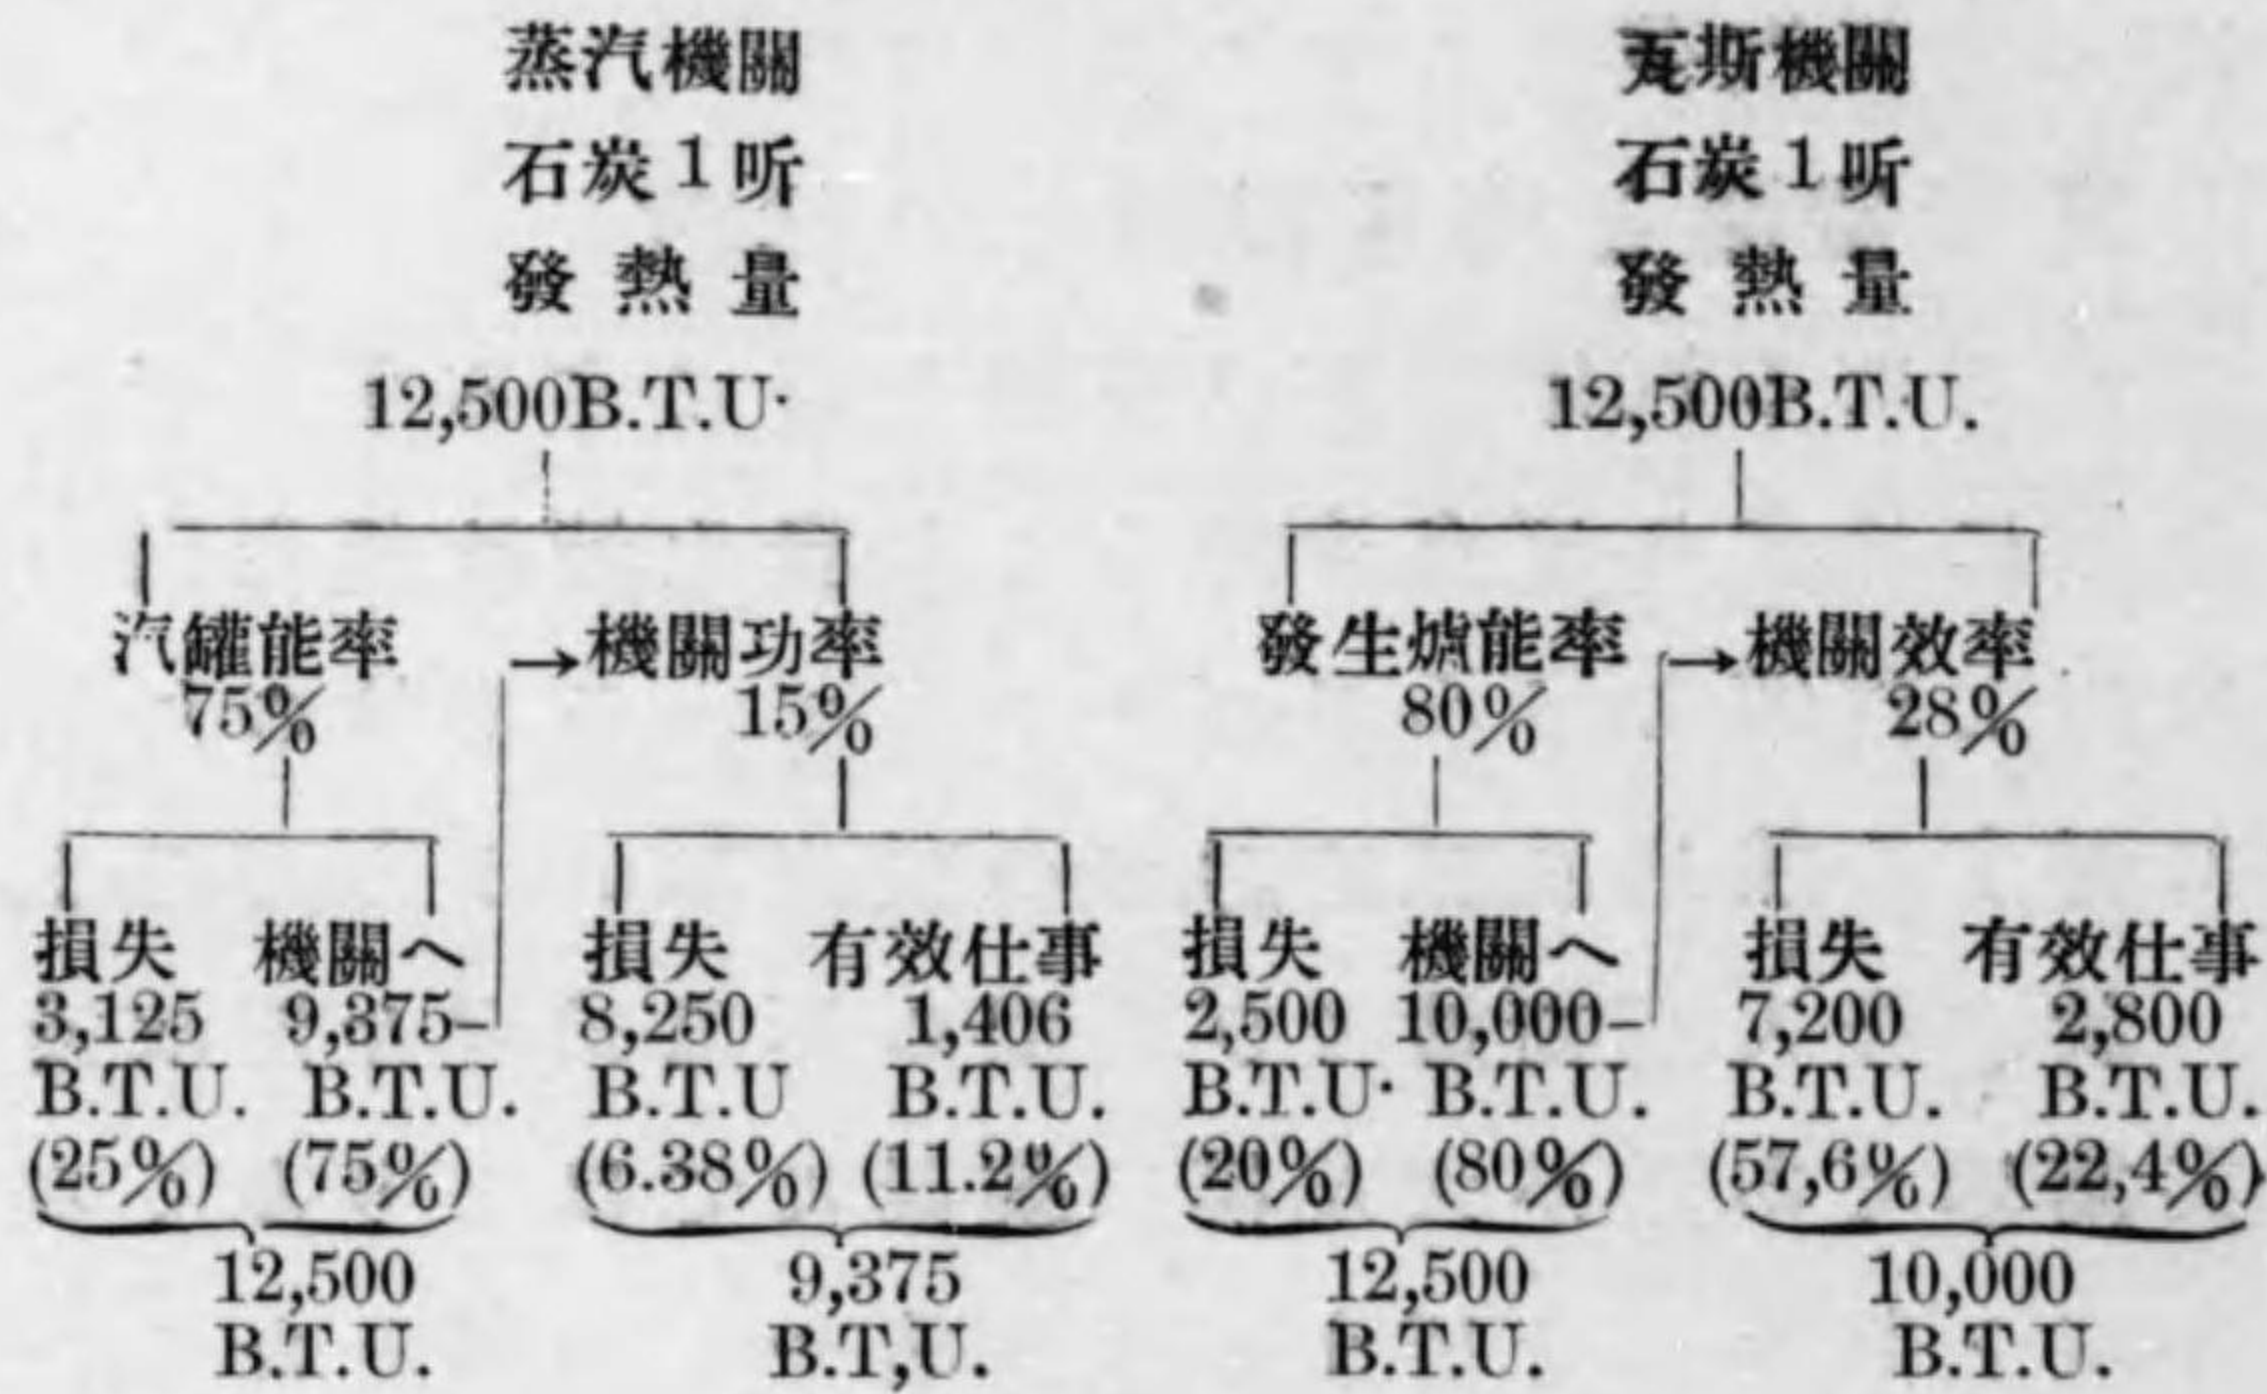 蒸汽機關
石炭1听
發熱量
12,500B.T.U.
汽罐能率
75%
→機關功率
15%
損失
3,125
B.T.U.
(25%)
機關へ
9,375
B.T.U.
(75%)
12,500
B.T.U.
損失
8,250
B.T.U
(6.38%)
有效仕事
1,406
B.T.U.
(11.2%)
9,375
B.T,U.
瓦斯機關
石炭1听
發熱量
12,500B.T.U.
發生爐能率
80%
→機關效率
28%
損失
2,500
B.T.U.
(20%)
機關へ
10,000
B.T.U.
(80%)
12,500
B.T.U.
損失
7,200
B.T.U.
(57,6%)
有效仕事
2,800
B.T.U.
(22,4%)
10,000
B.T.U.